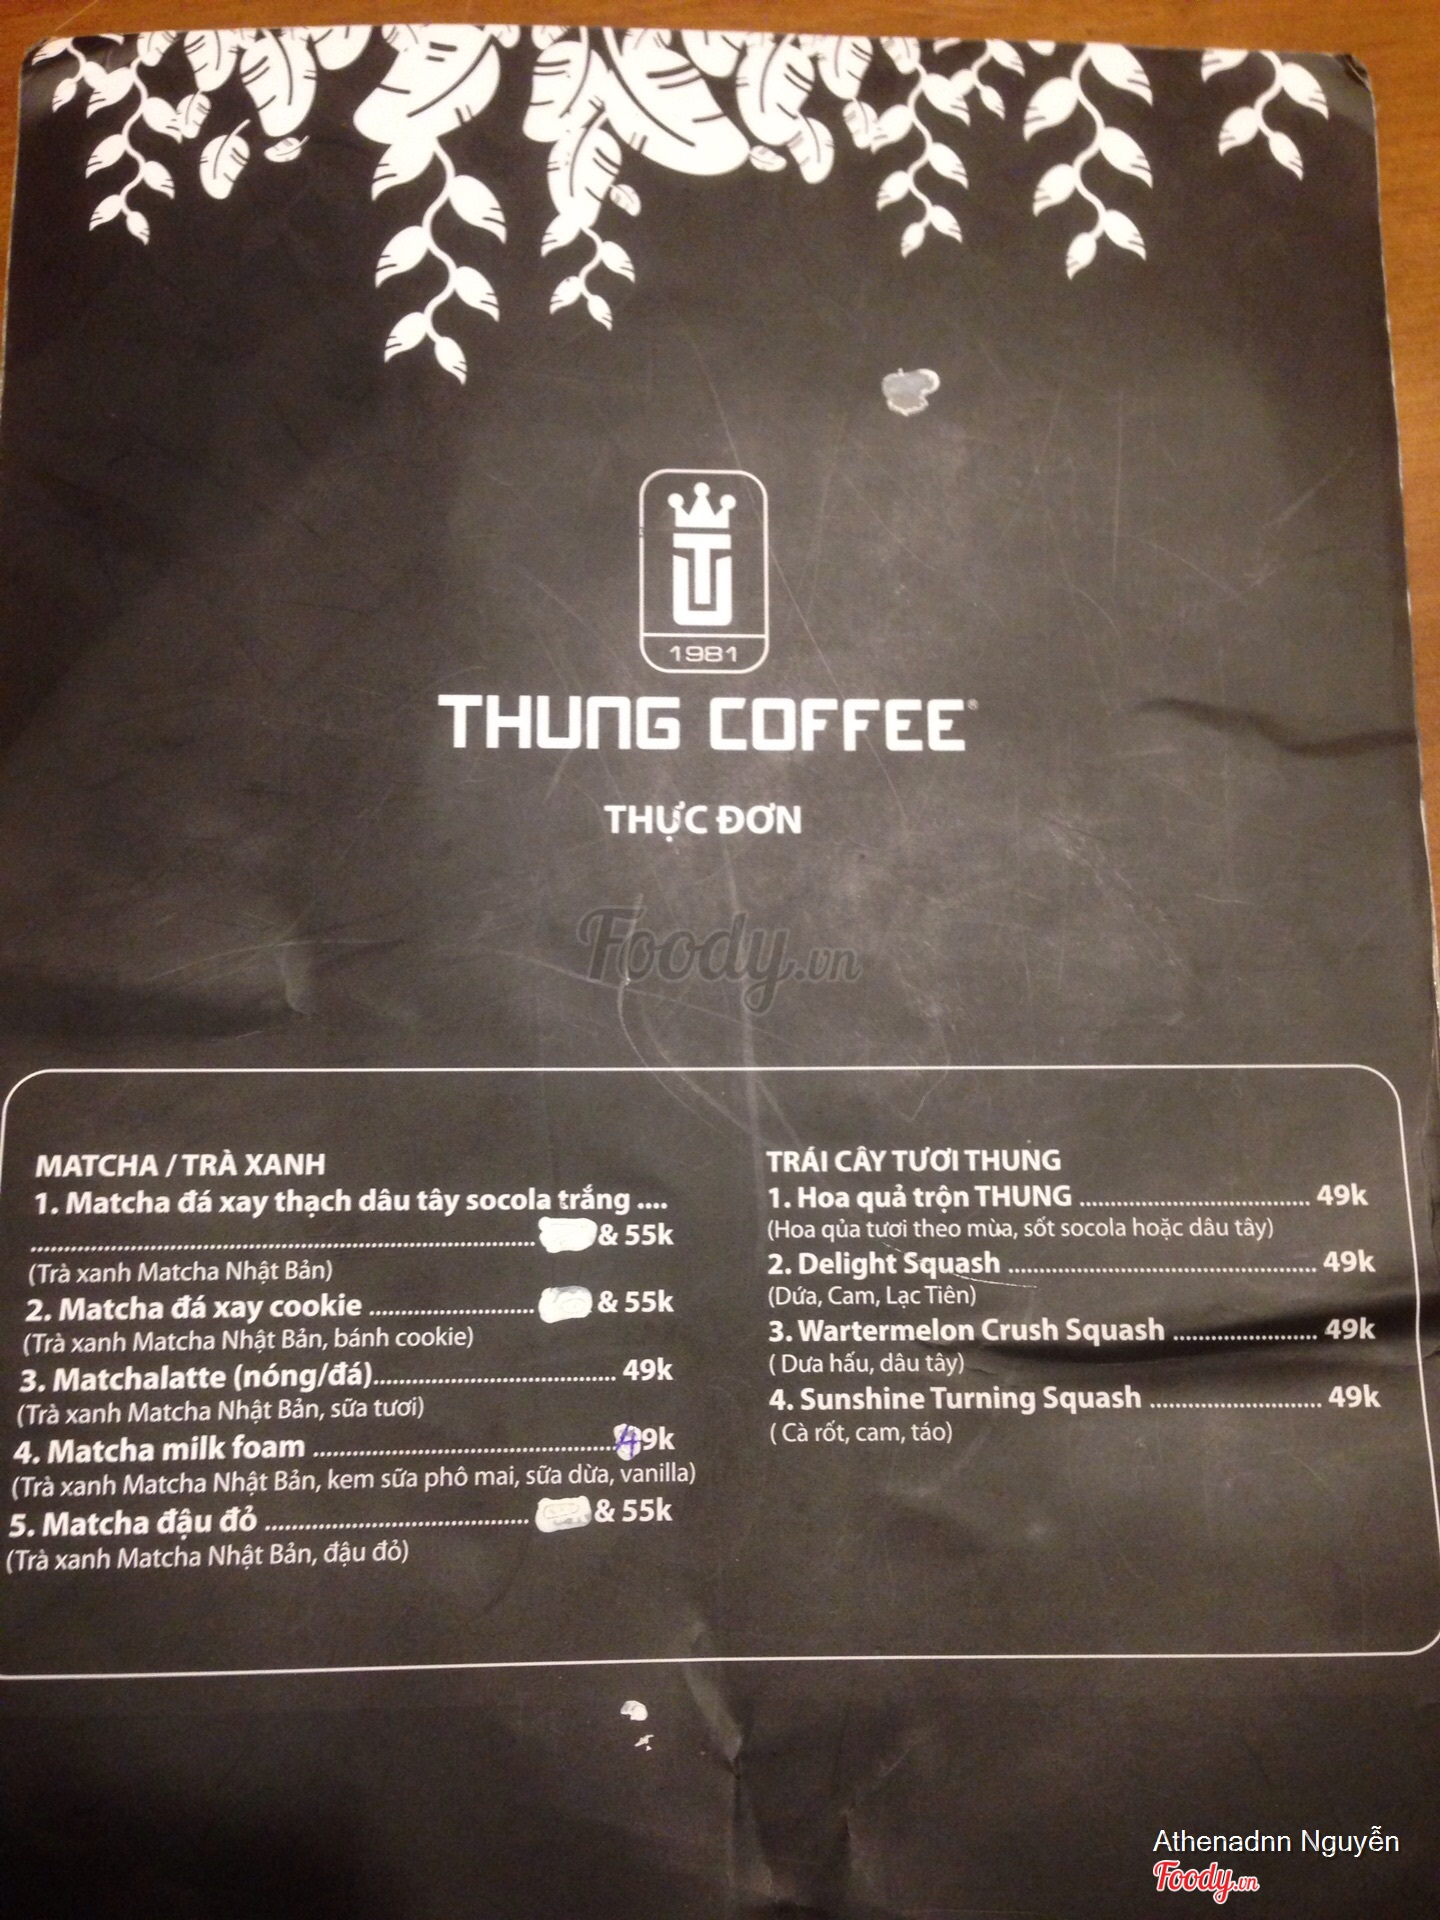 1981
THUNG COFFEE®
THỰC ĐƠN
Foody.vn
MATCHA / TRÀ XANH
1. Matcha đá xay thạch dâu tây socola trắng ....
........ & 55k
(Trà xanh Matcha Nhật Bản)
2. Matcha đá xay cookie ........ & 55k
(Trà xanh Matcha Nhật Bản, bánh cookie)
3. Matchalatte (nóng/đá)........ 49k
(Trà xanh Matcha Nhật Bản, sữa tươi)
4. Matcha milk foam ........ 49k
(Trà xanh Matcha Nhật Bản, kem sữa phô mai, sữa dừa, vanilla)
5. Matcha đậu đỏ ........ & 55k
(Trà xanh Matcha Nhật Bản, đậu đỏ)
TRÁI CÂY TƯƠI THUNG
1. Hoa quả trộn THUNG ........ 49k
(Hoa qủa tươi theo mùa, sốt socola hoặc dâu tây)
2. Delight Squash ........ 49k
(Dứa, Cam, Lạc Tiên)
3. Wartermelon Crush Squash ........ 49k
( Dưa hấu, dâu tây)
4. Sunshine Turning Squash ........ 49k
( Cà rốt, cam, táo)
Athenadnn Nguyễn
Foody.vn